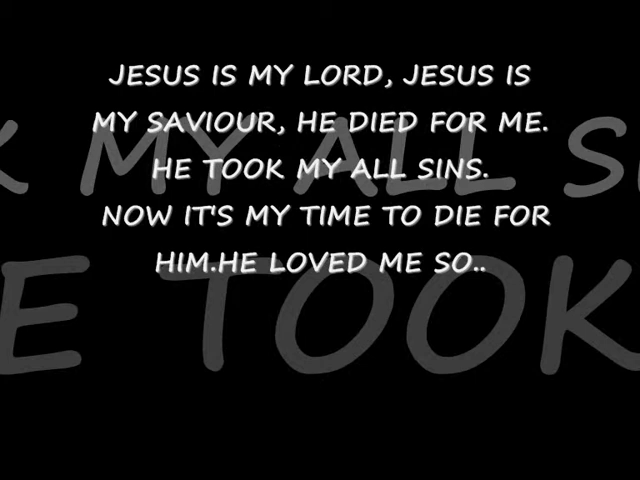 JESUS IS MY LORD, JESUS IS
MY SAVIOUR, HE DIED FOR ME.
HE TOOK MY ALL SINS.
NOW IT'S MY TIME TO DIE FOR
HIM.HE LOVED ME SO..
K MY ALL S
E TOOK